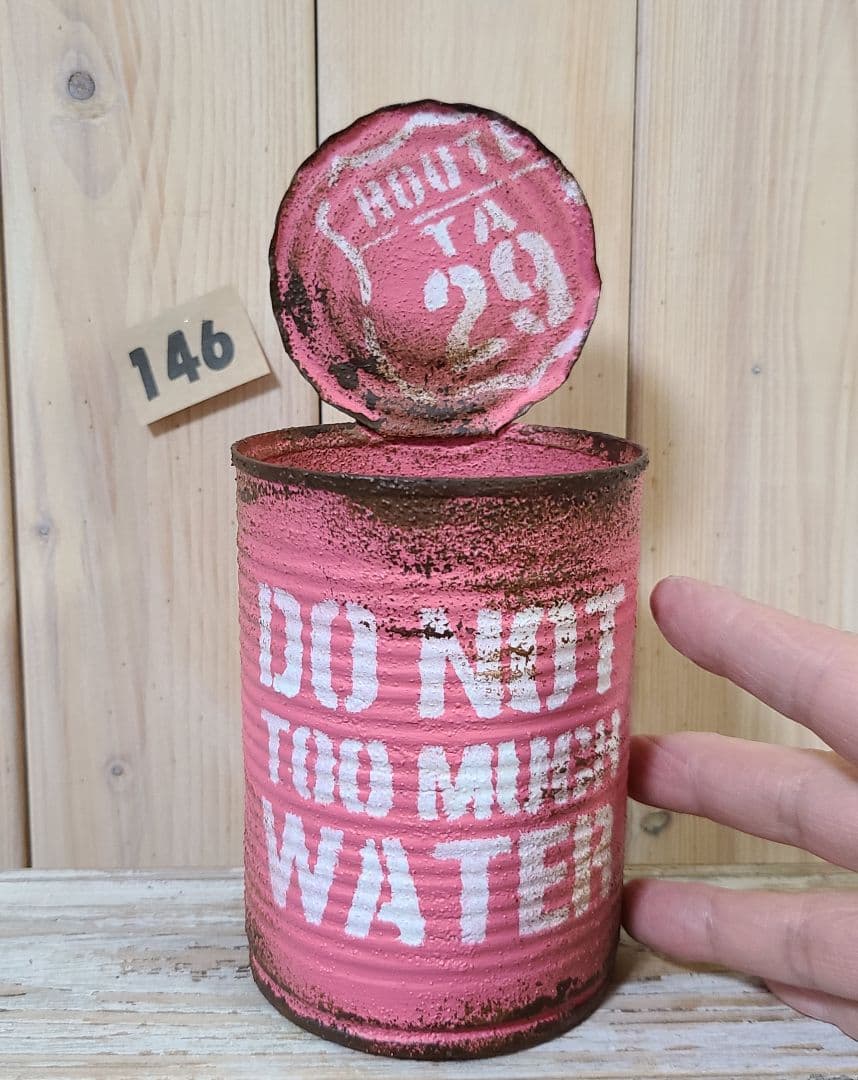 ROUTE
TA
29
146
DO NOT
TOO MUCH
WATER